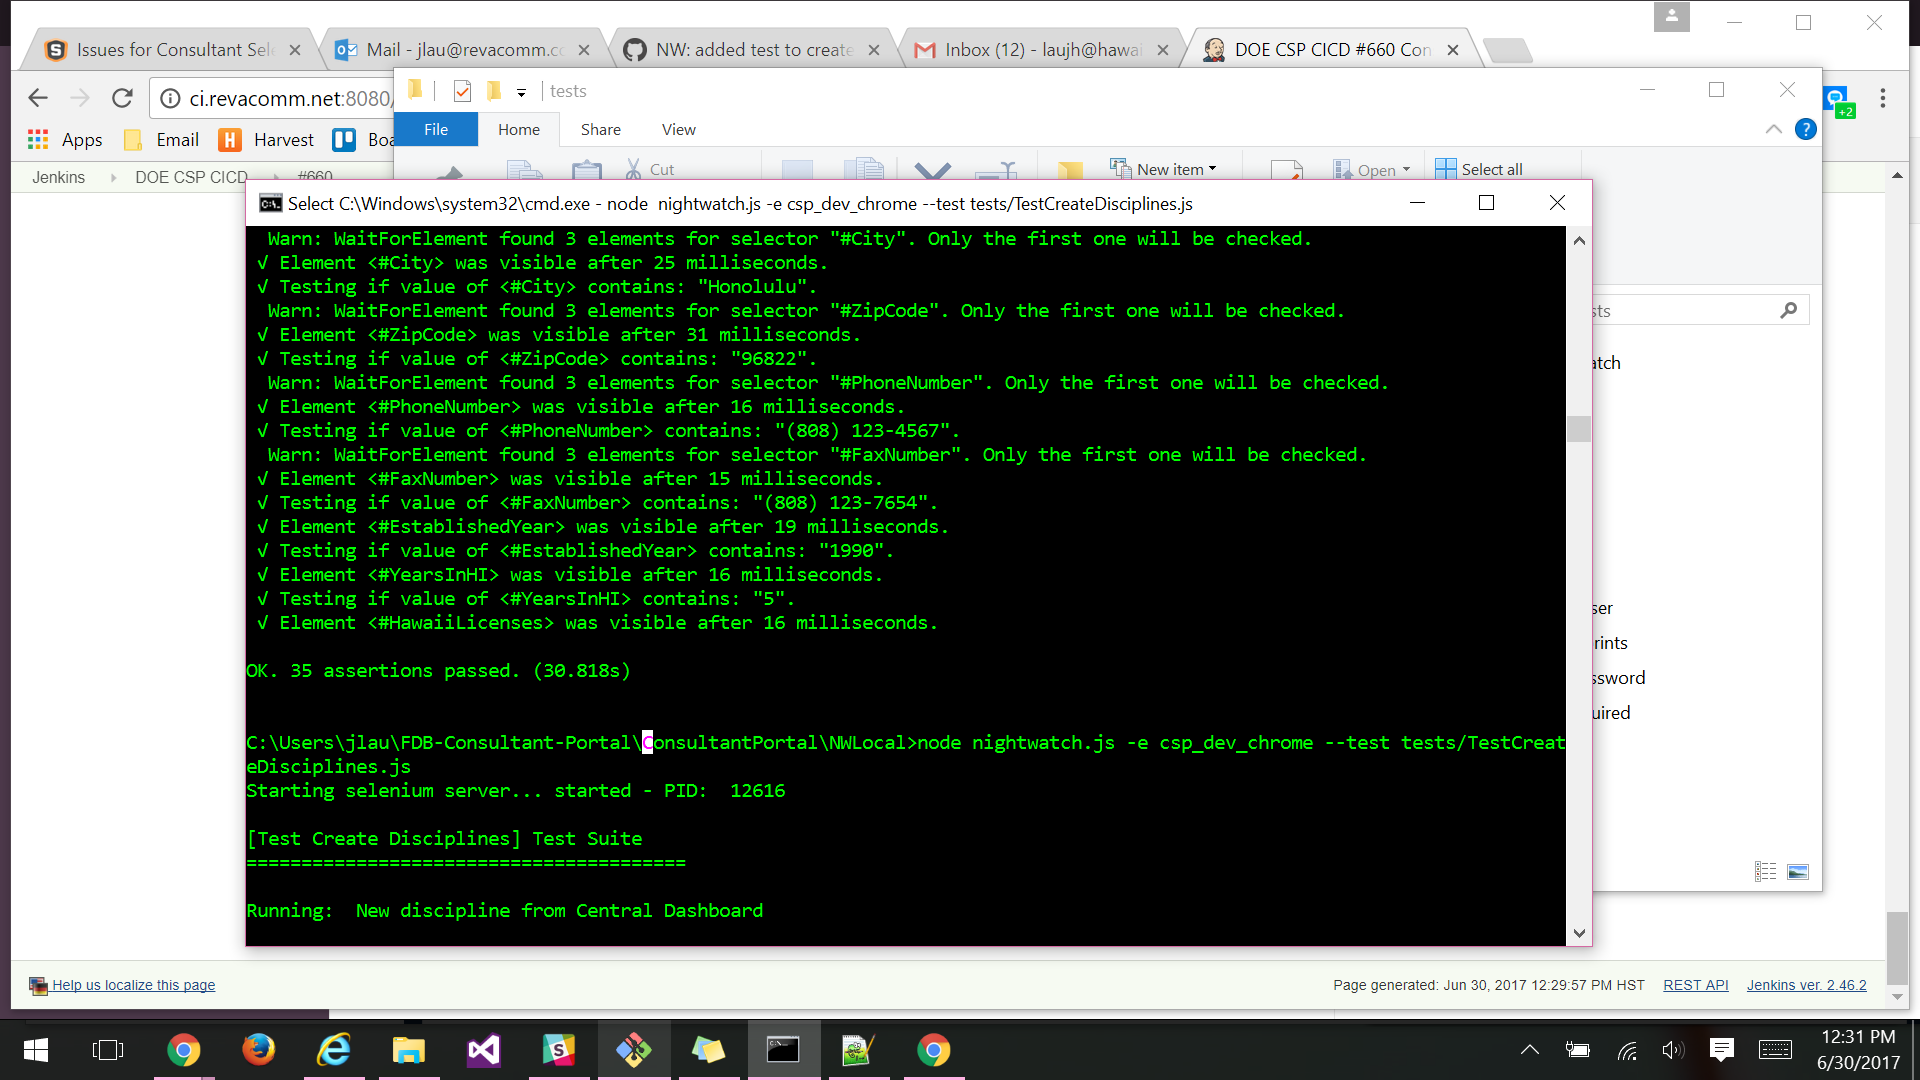 Issues for Consultant Sel
Mail - jlau@revacomm.c
NW: added test to create
Inbox (12) - laujh@hawai
DOE CSP CICD #660 Con
ci.revacomm.net:8080/
tests
+2
File
Home
Share
View
Apps
Email
Harvest
Boa
Cut
New item
Open
Select all
Jenkins
DOE CSP CICD
#660
Select C:\Windows\system32\cmd.exe - node  nightwatch.js -e csp_dev_chrome --test tests/TestCreateDisciplines.js
Warn: WaitForElement found 3 elements for selector "#City". Only the first one will be checked.
√ Element <#City> was visible after 25 milliseconds.
√ Testing if value of <#City> contains: "Honolulu".
Warn: WaitForElement found 3 elements for selector "#ZipCode". Only the first one will be checked.
√ Element <#ZipCode> was visible after 31 milliseconds.
√ Testing if value of <#ZipCode> contains: "96822".
Warn: WaitForElement found 3 elements for selector "#PhoneNumber". Only the first one will be checked.
√ Element <#PhoneNumber> was visible after 16 milliseconds.
√ Testing if value of <#PhoneNumber> contains: "(808) 123-4567".
Warn: WaitForElement found 3 elements for selector "#FaxNumber". Only the first one will be checked.
√ Element <#FaxNumber> was visible after 15 milliseconds.
√ Testing if value of <#FaxNumber> contains: "(808) 123-7654".
√ Element <#EstablishedYear> was visible after 19 milliseconds.
√ Testing if value of <#EstablishedYear> contains: "1990".
√ Element <#YearsInHI> was visible after 16 milliseconds.
√ Testing if value of <#YearsInHI> contains: "5".
√ Element <#HawaiiLicenses> was visible after 16 milliseconds.
OK. 35 assertions passed. (30.818s)
C:\Users\jlau\FDB-Consultant-Portal\ConsultantPortal\NWLocal>node nightwatch.js -e csp_dev_chrome --test tests/TestCreat
eDisciplines.js
Starting selenium server... started - PID:  12616
[Test Create Disciplines] Test Suite
========================================
Running:  New discipline from Central Dashboard
sts
atch
ser
rints
ssword
uired
Help us localize this page
Page generated: Jun 30, 2017 12:29:57 PM HST
REST API
Jenkins ver. 2.46.2
12:31 PM
6/30/2017